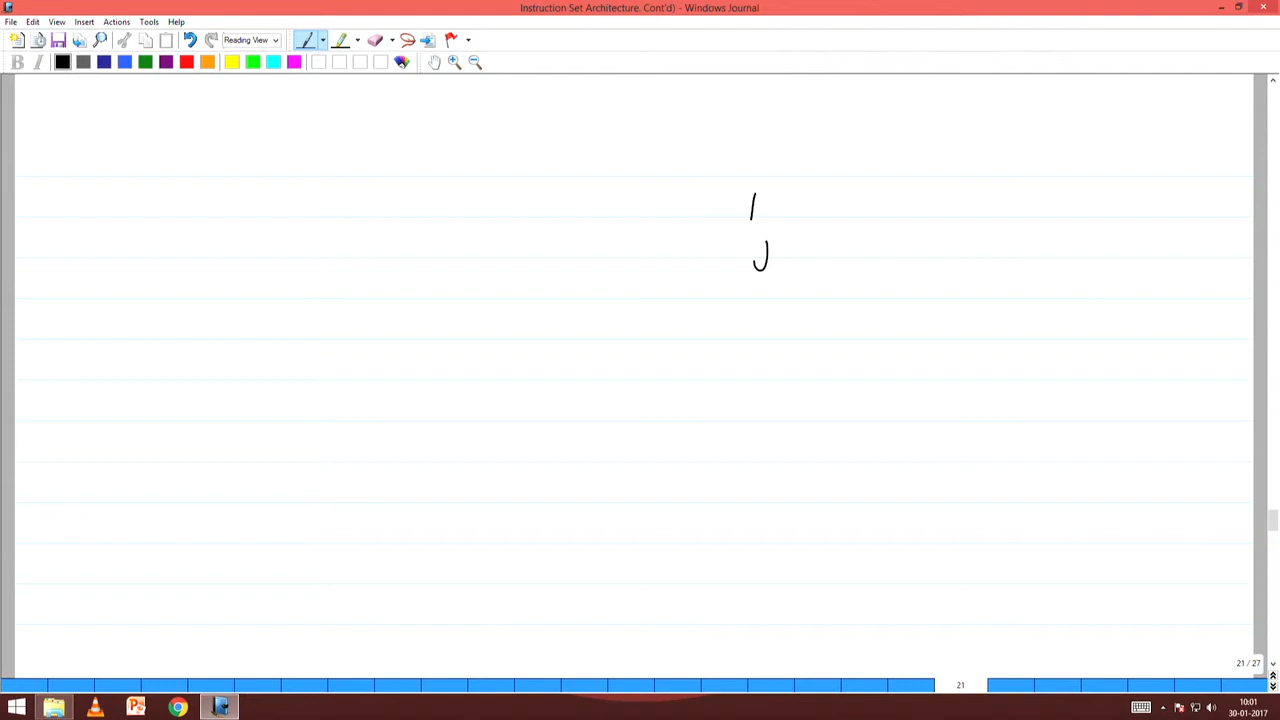 Instruction Set Architecture. Cont'd) - Windows Journal
File Edit View Insert Actions Tools Help
Reading View
B I
I
J
21 / 27
21
10:01
30-01-2017